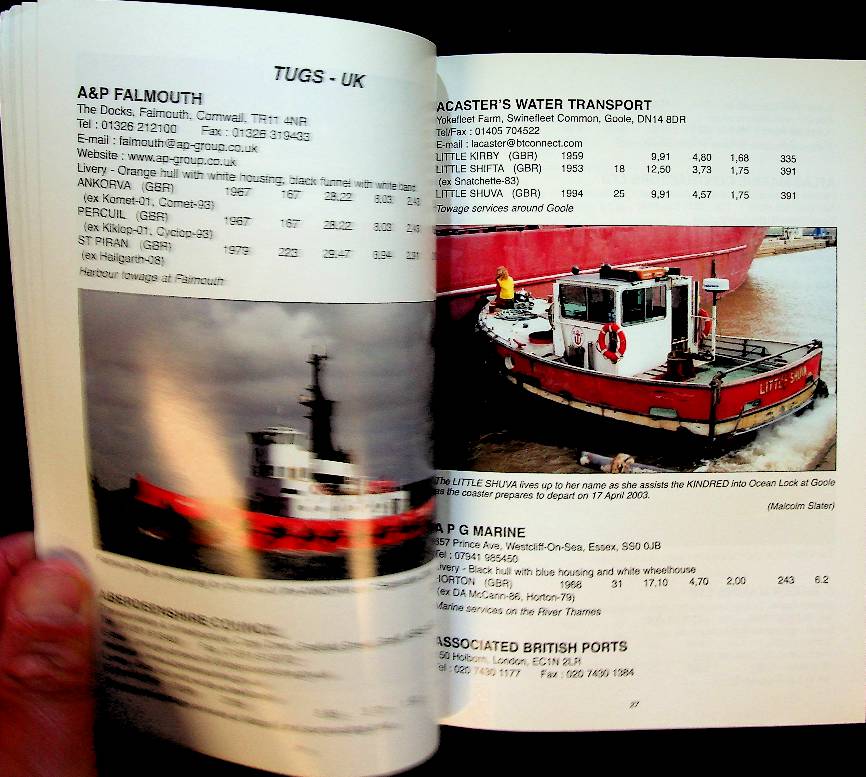 TUGS - UK
A&P FALMOUTH
The Docks, Falmouth, Cornwall, TR11 4NR
Tel : 01326 212100 Fax : 01326 319433
E-mail : falmouth@ap-group.co.uk
Website : www.ap-group.co.uk
Livery - Orange hull with white housing, black funnel with white band
ANKORVA (GBR) 1967 167 28,22 8,03
(ex Komet-01, Comet-93)
PERCUIL (GBR) 1967 167 28,22 8,03
(ex Kiklop-01, Cyclop-93)
ST PIRAN (GBR) 1979 223 29,47 8,94
(ex Hallgarth-08)
Harbour towage at Falmouth
ABERDEENSHIRE COUNCIL
ACASTER'S WATER TRANSPORT
Yokefleet Farm, Swinefleet Common, Goole, DN14 8DR
Tel/Fax : 01405 704522
E-mail : lacaster@btconnect.com
LITTLE KIRBY (GBR) 1959 9,91 4,80 1,68 335
LITTLE SHIFTA (GBR) 1953 18 12,50 3,73 1,75 391
(ex Snatchette-83)
LITTLE SHUVA (GBR) 1994 25 9,91 4,57 1,75 391
Towage services around Goole
LITTLE SHUVA
The LITTLE SHUVA lives up to her name as she assists the KINDRED into Ocean Lock at Goole
as the coaster prepares to depart on 17 April 2003.
(Malcolm Slater)
A P G MARINE
357 Prince Ave, Westcliff-On-Sea, Essex, SS0 0JB
Tel : 07941 985450
Livery - Black hull with blue housing and white wheelhouse
HORTON (GBR) 1968 31 17,10 4,70 2,00 243 6.2
(ex DA McCann-86, Horton-79)
Marine services on the River Thames
ASSOCIATED BRITISH PORTS
150 Holborn, London, EC1N 2LR
Tel : 020 7430 1177 Fax : 020 7430 1384
27